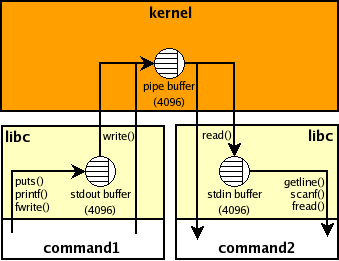 kernel
pipe buffer
(4096)
libc
write()
read()
libc
puts()
printf()
fwrite()
stdout buffer
(4096)
stdin buffer
(4096)
getline()
scanf()
fread()
command1
command2